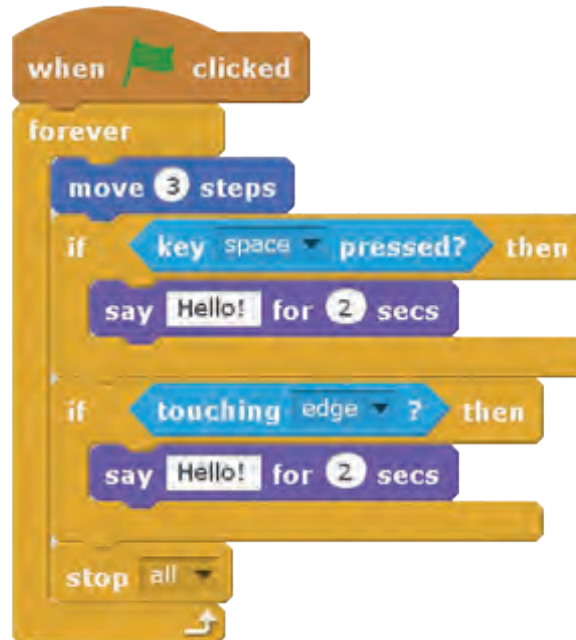 when clicked
forever
move 3 steps
if key space pressed? then
say Hello! for 2 secs
if touching edge ? then
say Hello! for 2 secs
stop all